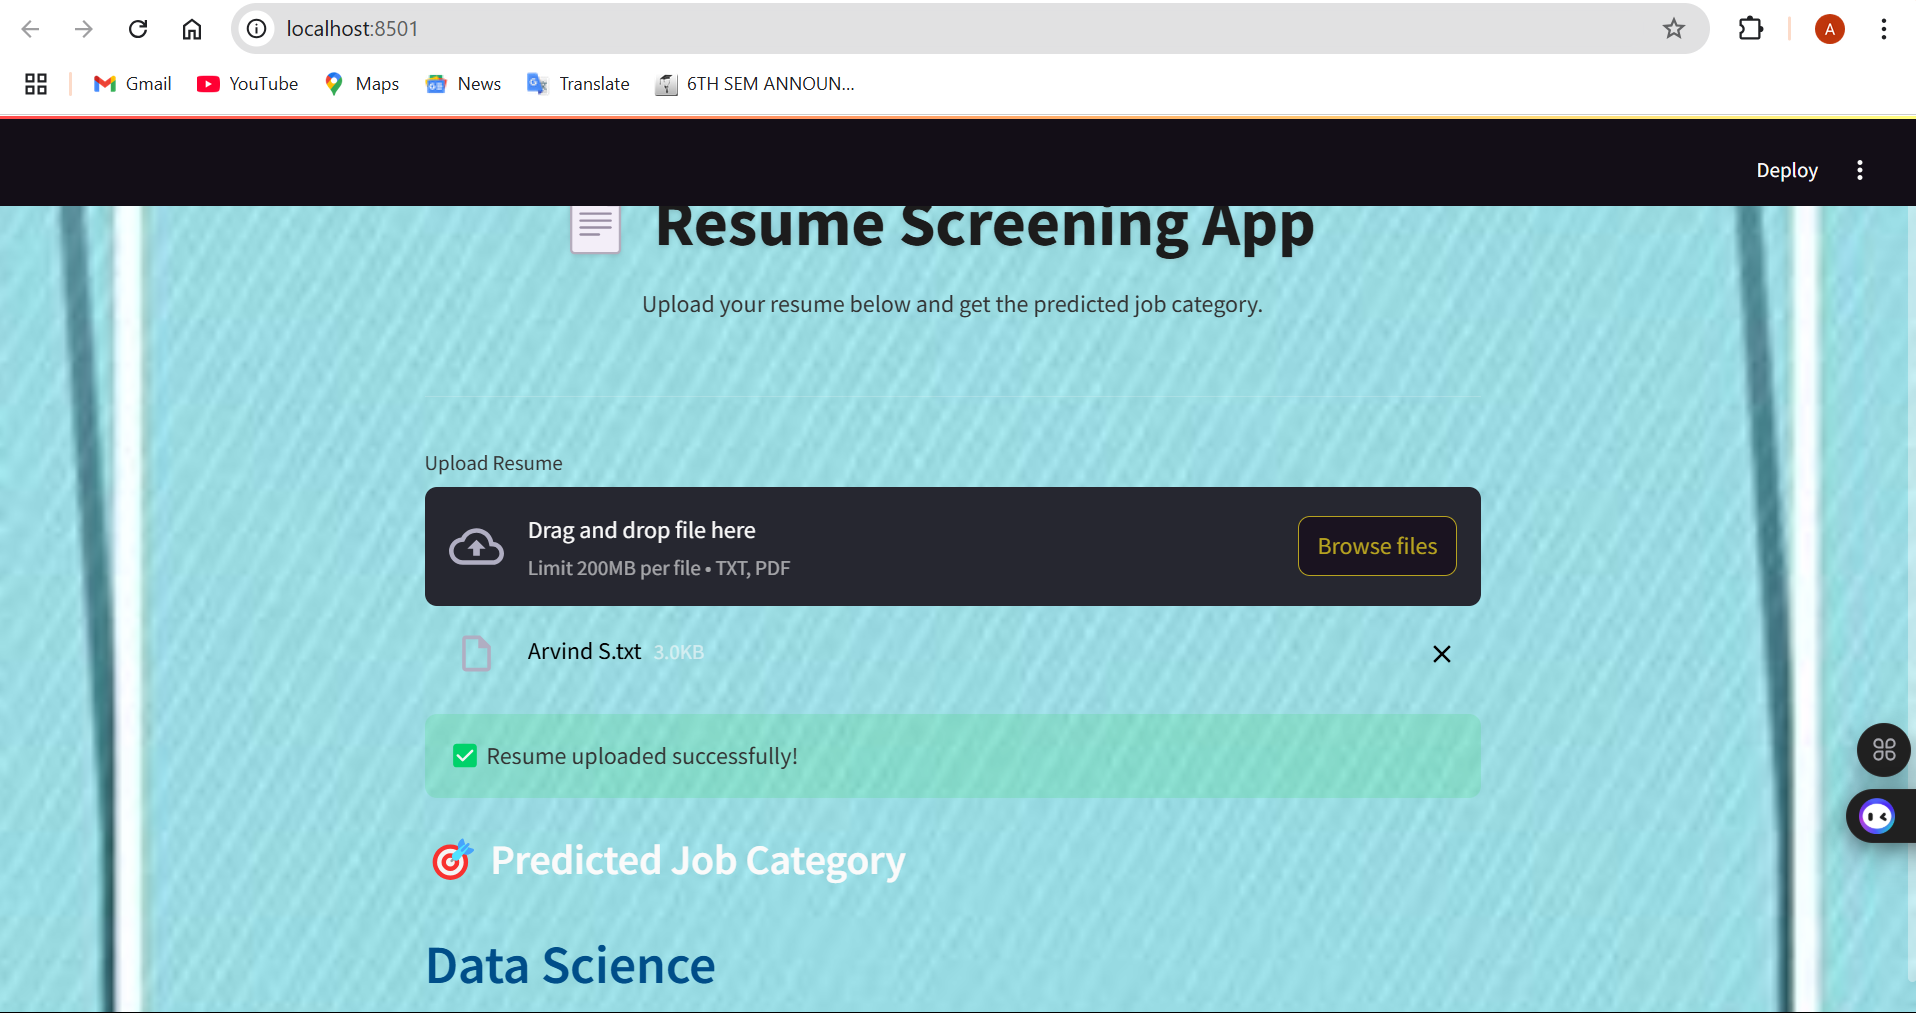 localhost:8501
A
Gmail YouTube Maps News Translate 6TH SEM ANNOUN...
Deploy
Resume Screening App
Upload your resume below and get the predicted job category.
Upload Resume
Drag and drop file here
Limit 200MB per file • TXT, PDF
Browse files
Arvind S.txt 3.0KB
Resume uploaded successfully!
Predicted Job Category
Data Science